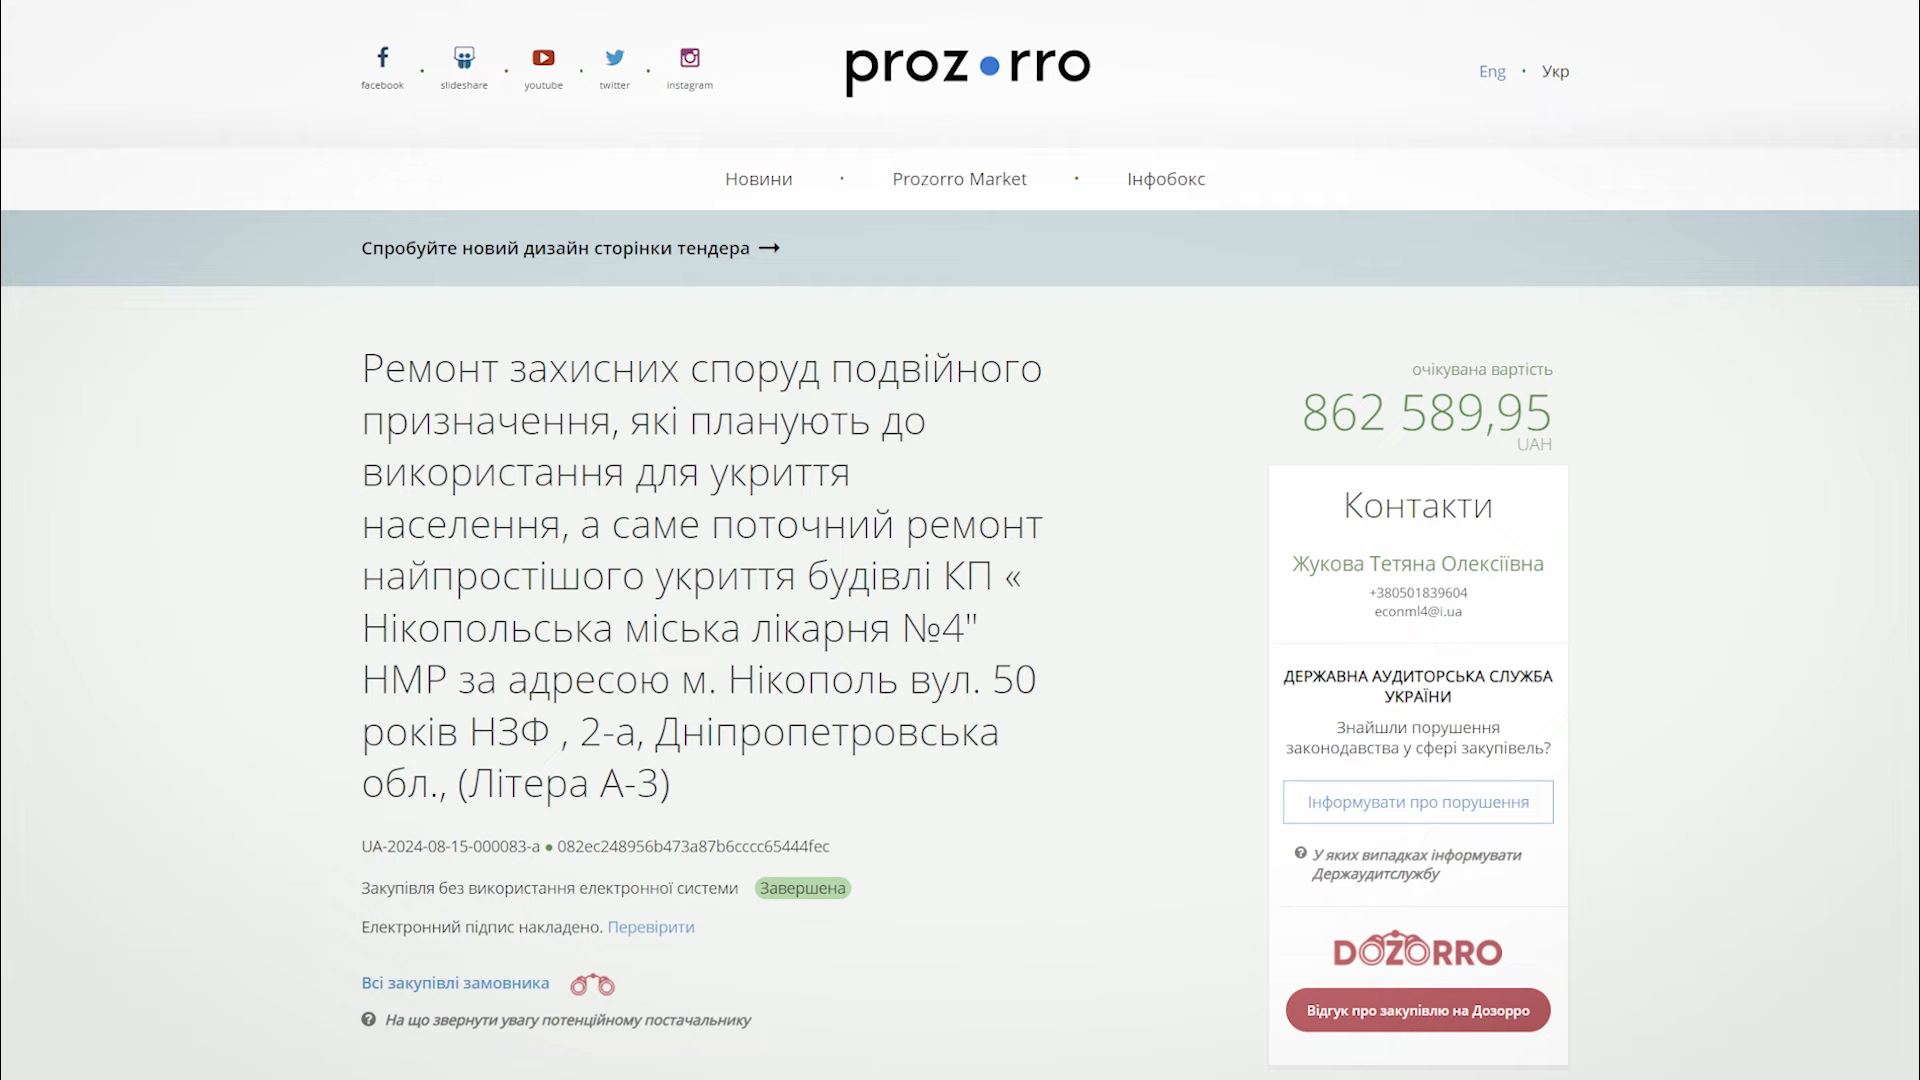 facebook
slideshare
youtube
twitter
instagram
prozorro
Eng • Укр
Новини • Prozorro Market • Інфобокс
Спробуйте новий дизайн сторінки тендера →
Ремонт захисних споруд подвійного
призначення, які планують до
використання для укриття
населення, а саме поточний ремонт
найпростішого укриття будівлі КП «
Нікопольська міська лікарня №4"
НМР за адресою м. Нікополь вул. 50
років НЗФ , 2-а, Дніпропетровська
обл., (Літера А-3)
UA-2024-08-15-000083-a ● 082ec248956b473a87b6cccc65444fec
Закупівля без використання електронної системи Завершена
Електронний підпис накладено. Перевірити
Всі закупівлі замовника
На що звернути увагу потенційному постачальнику
очікувана вартість
862 589,95
UAH
Контакти
Жукова Тетяна Олексіївна
+380501839604
econml4@i.ua
ДЕРЖАВНА АУДИТОРСЬКА СЛУЖБА
УКРАЇНИ
Знайшли порушення
законодавства у сфері закупівель?
Інформувати про порушення
У яких випадках інформувати
Держаудитслужбу
DOZORRO
Відгук про закупівлю на Дозорро